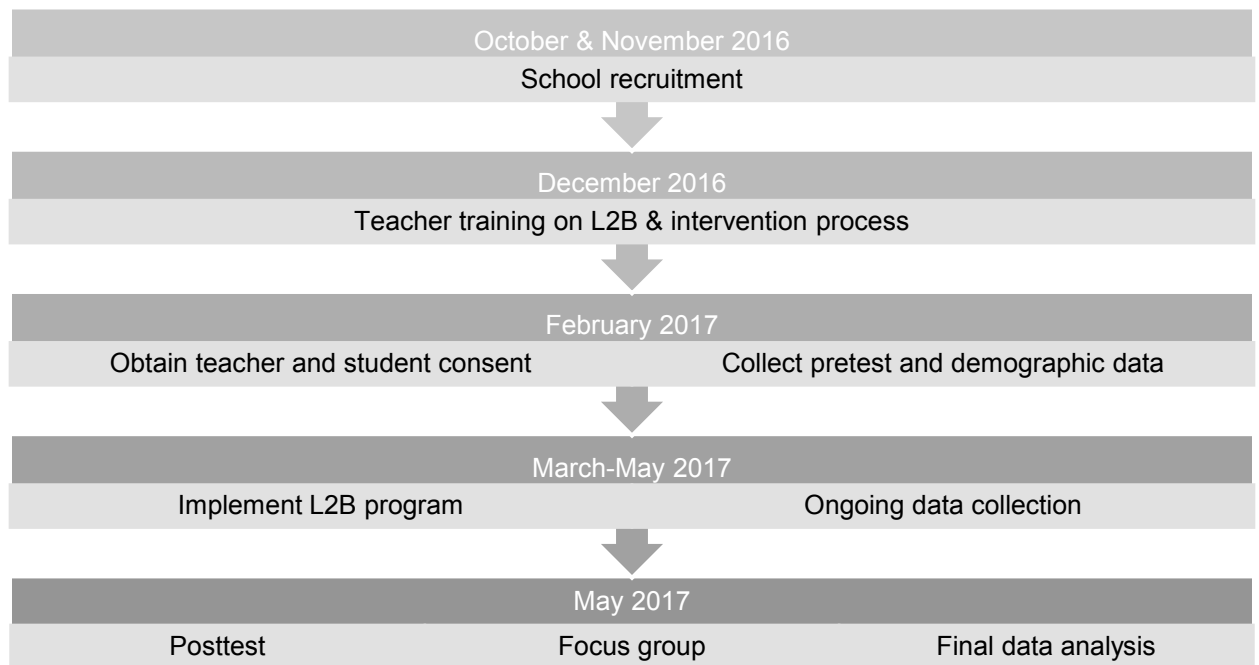 October & November 2016
School recruitment
December 2016
Teacher training on L2B & intervention process
February 2017
Obtain teacher and student consent Collect pretest and demographic data
March-May 2017
Implement L2B program Ongoing data collection
May 2017
Posttest Focus group Final data analysis